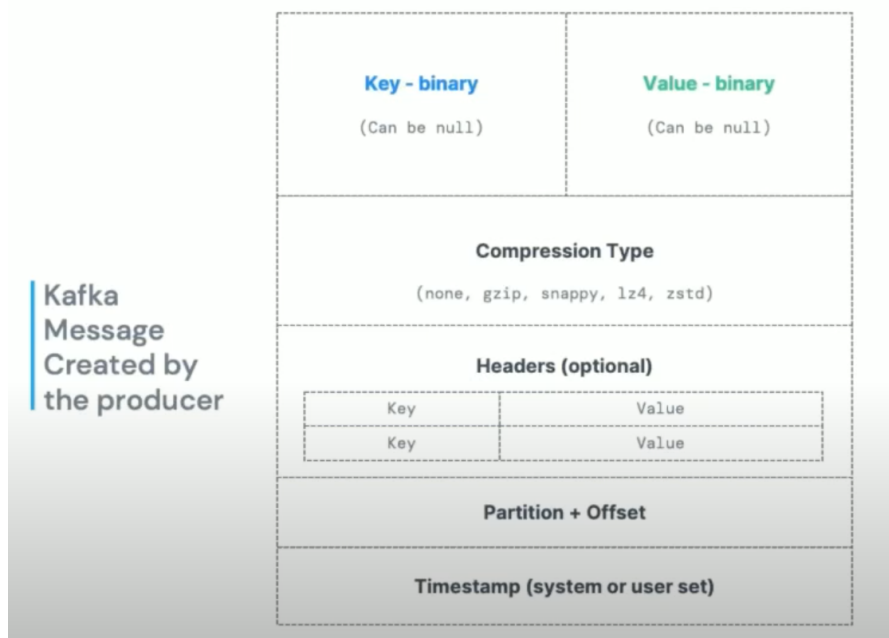 Kafka
Message
Created by
the producer
Key - binary
Value - binary
(Can be null)
(Can be null)
Compression Type
(none, gzip, snappy, lz4, zstd)
Headers (optional)
Key
Value
Key
Value
Partition + Offset
Timestamp (system or user set)